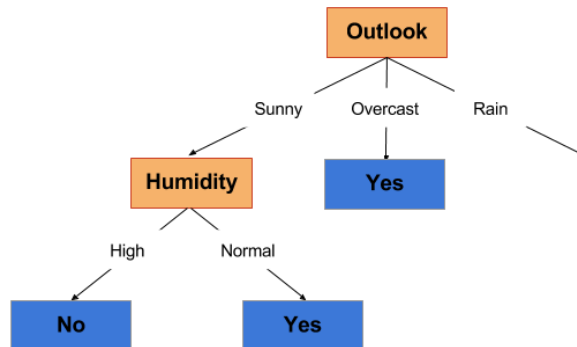 Outlook
Sunny
Overcast
Rain
Humidity
Yes
High
Normal
No
Yes